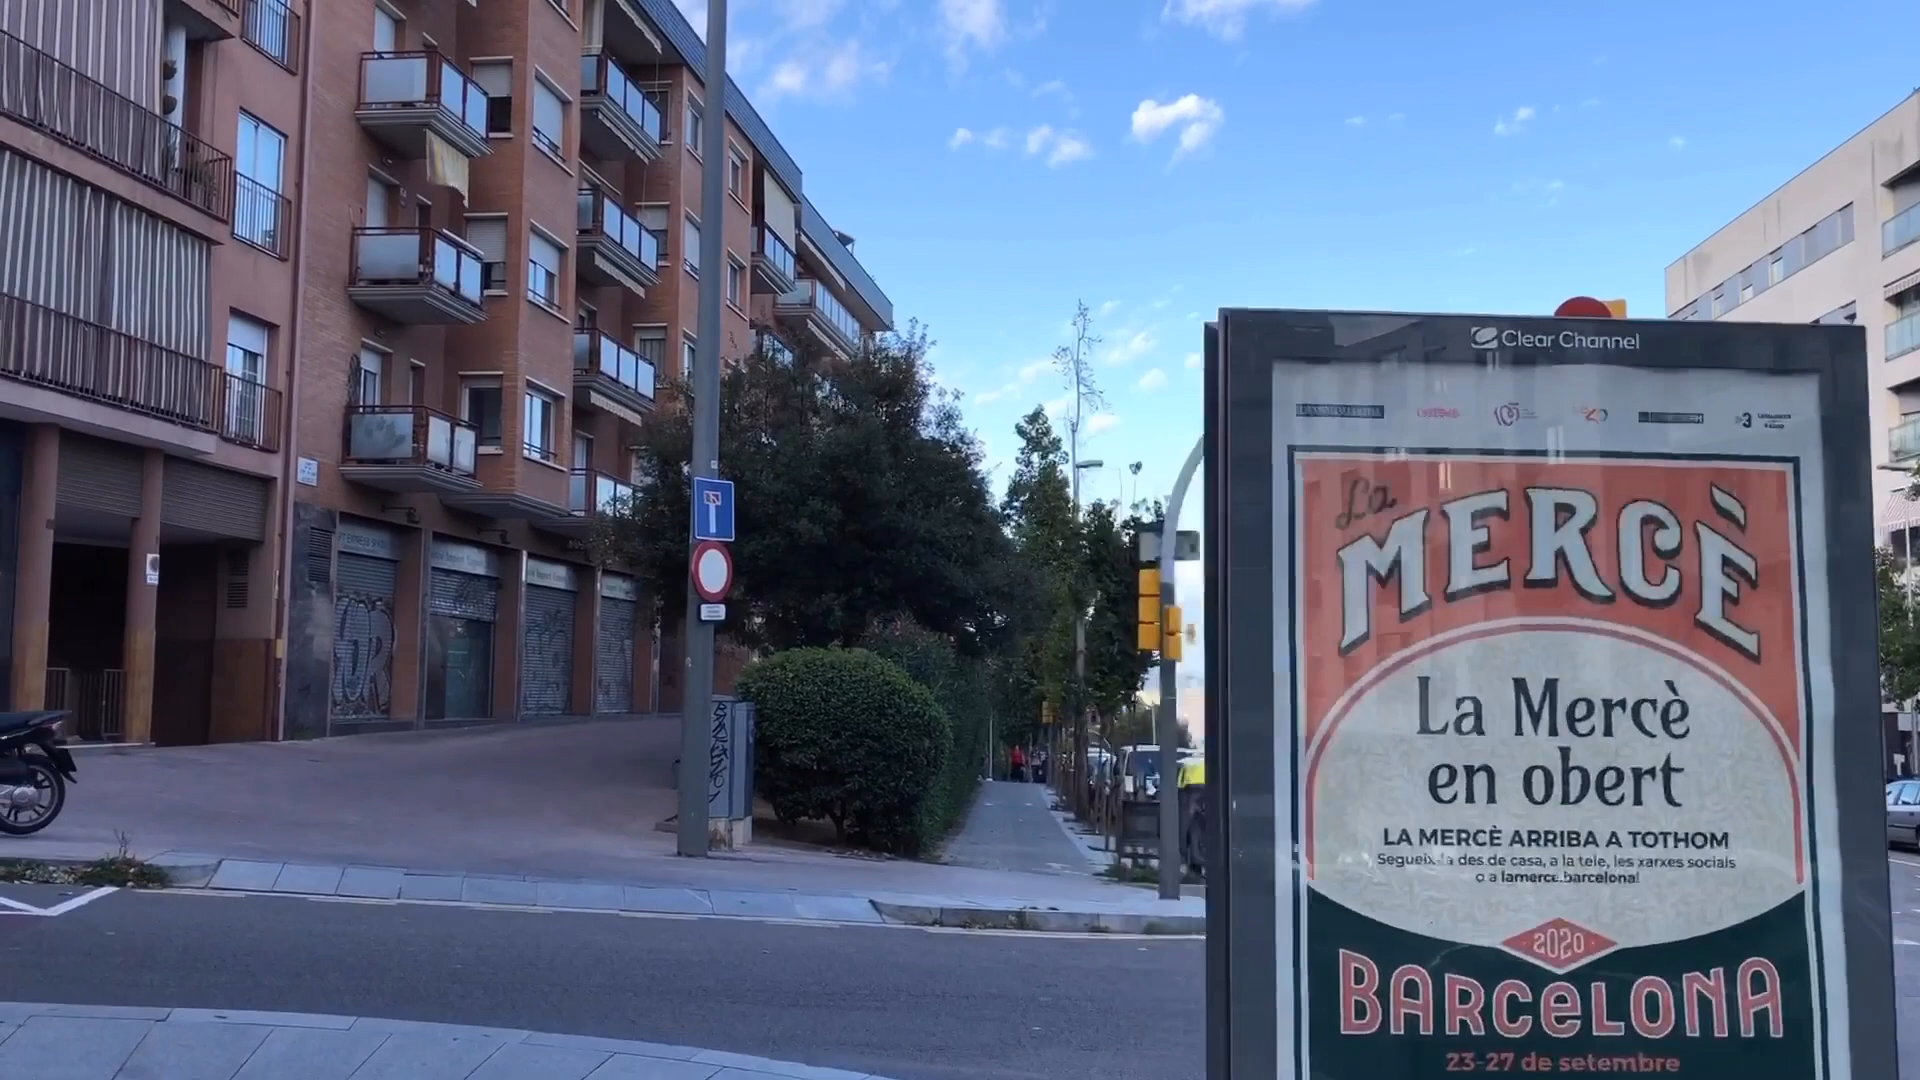 Clear Channel
La
MERCÈ
La Mercè
en obert
LA MERCÈ ARRIBA A TOTHOM
Segueix-la des de casa, a la tele, les xarxes socials
o a lamerce.barcelona!
2020
BARCELONA
23-27 de setembre